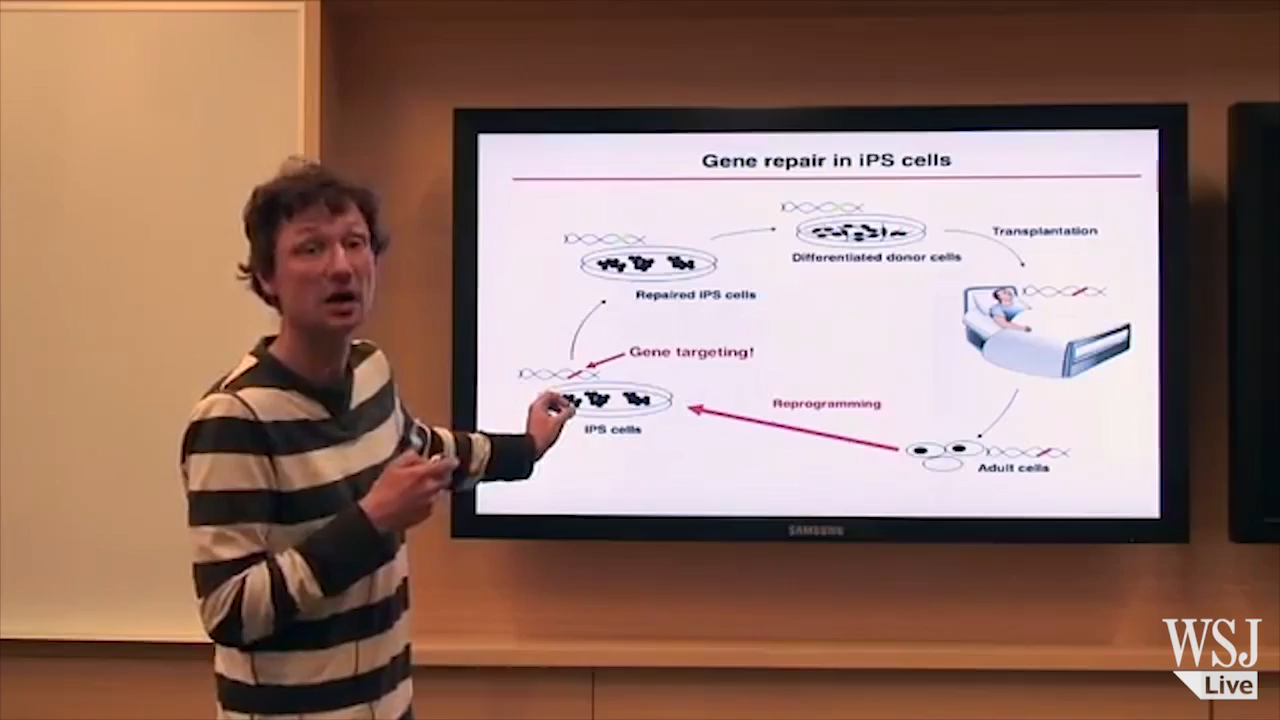 Gene repair in iPS cells
Transplantation
Differentiated donor cells
Repaired iPS cells
Gene targeting!
Reprogramming
iPS cells
Adult cells
SAMSUNG
WSJ
Live